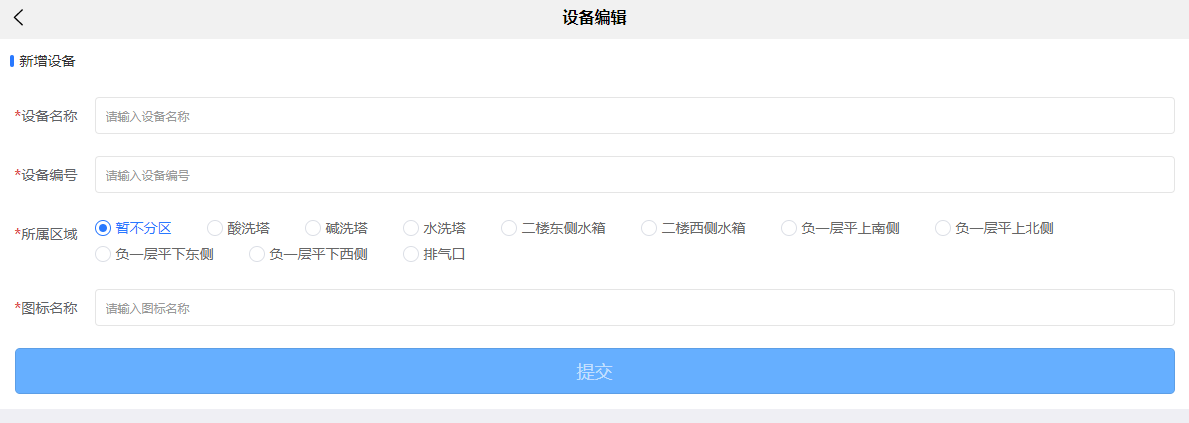 设备编辑
新增设备
*设备名称 请输入设备名称
*设备编号 请输入设备编号
*所属区域 暂不分区 酸洗塔 碱洗塔 水洗塔 二楼东侧水箱 二楼西侧水箱 负一层平上南侧 负一层平上北侧
负一层平下东侧 负一层平下西侧 排气口
*图标名称 请输入图标名称
提交